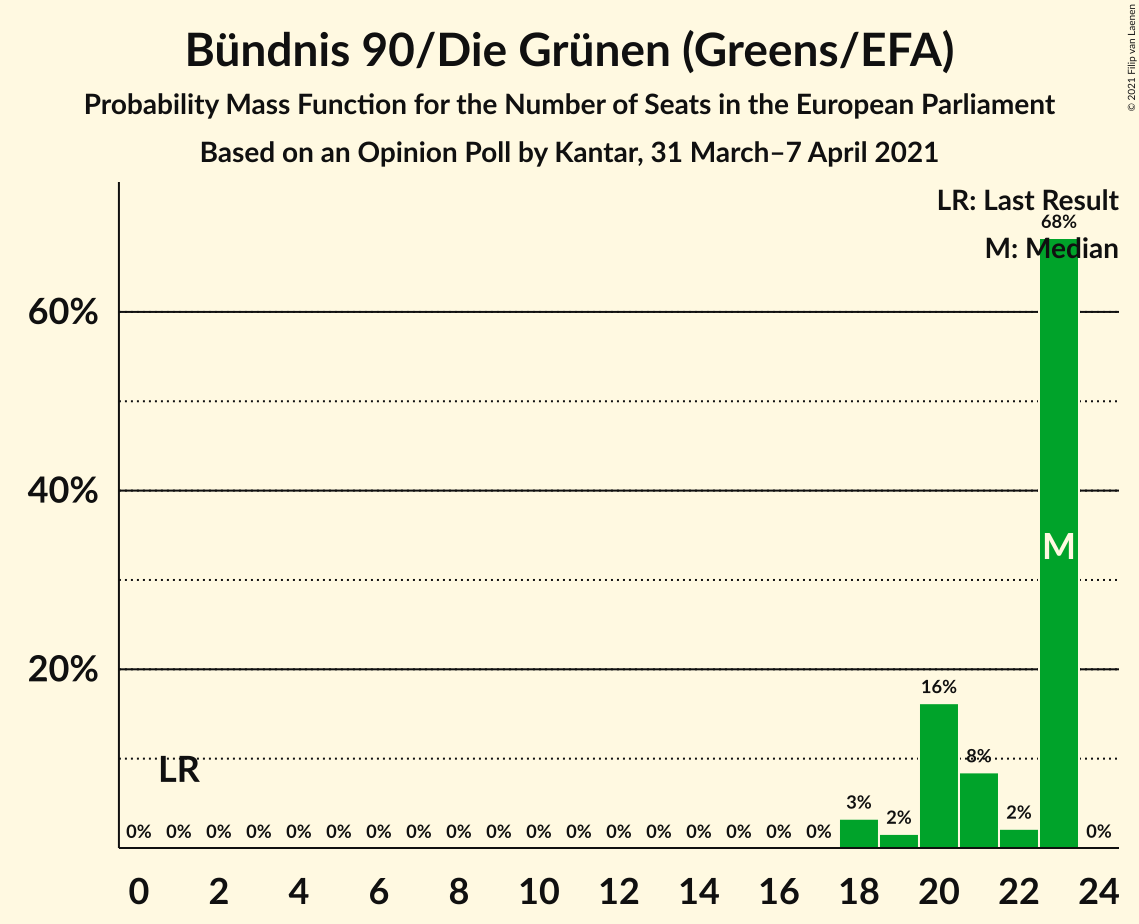 Bündnis 90/Die Grünen (Greens/EFA)
Probability Mass Function for the Number of Seats in the European Parliament
Based on an Opinion Poll by Kantar, 31 March–7 April 2021
© 2021 Filip van Laenen
LR: Last Result
68%
M: Median
60%
40%
M
20%
16%
LR
8%
3%
2%
2%
0% 0% 0% 0% 0% 0% 0% 0% 0% 0% 0% 0% 0% 0% 0% 0% 0% 0% 0%
0 2 4 6 8 10 12 14 16 18 20 22 24